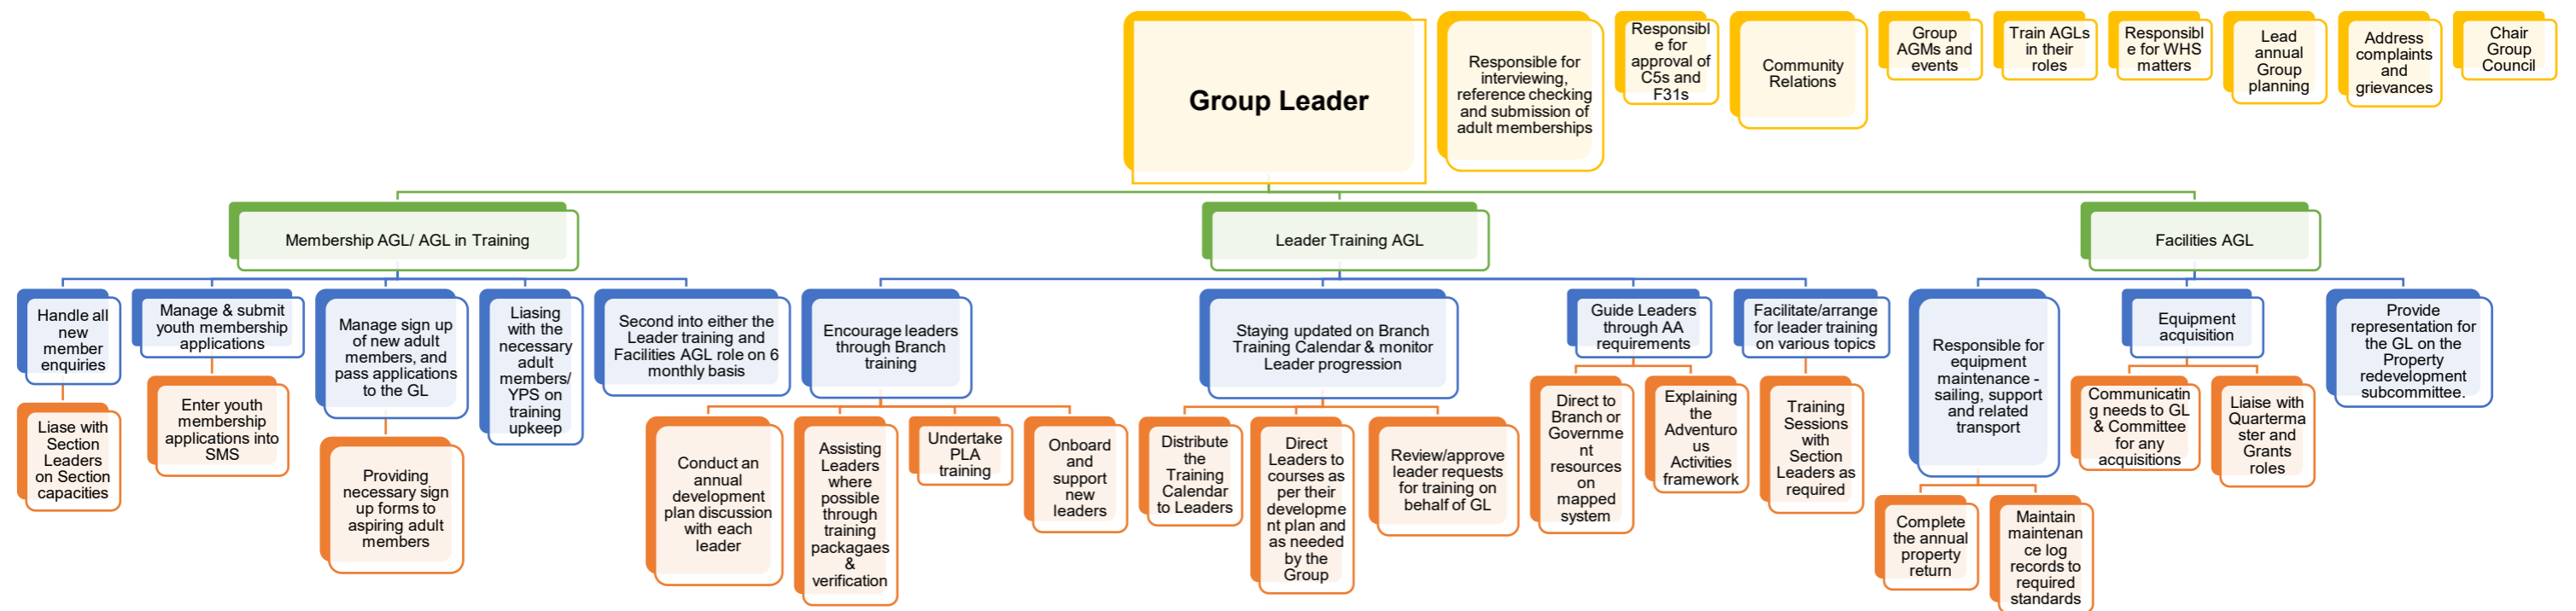 Group Leader
Responsible for
interviewing,
reference checking
and submission of
adult memberships
Responsibl
e for
approval of
C5s and
F31s
Community
Relations
Group
AGMs and
events
Train AGLs
in their
roles
Responsibl
e for WHS
matters
Lead
annual
Group
planning
Address
complaints
and
grievances
Chair
Group
Council
Membership AGL/ AGL in Training
Leader Training AGL
Facilities AGL
Handle all
new
member
enquiries
Manage & submit
youth membership
applications
Manage sign up
of new adult
members, and
pass applications
to the GL
Liasing
with the
necessary
adult
members/
YPS on
training
upkeep
Second into either the
Leader training and
Facilities AGL role on 6
monthly basis
Encourage leaders
through Branch
training
Staying updated on Branch
Training Calendar & monitor
Leader progression
Guide Leaders
through AA
requirements
Facilitate/arrange
for leader training
on various topics
Responsible for
equipment
maintenance -
sailing, support
and related
transport
Equipment
acquisition
Provide
representation for
the GL on the
Property
redevelopment
subcommittee.
Liase with
Section
Leaders
on Section
capacities
Enter youth
membership
applications into
SMS
Providing
necessary sign
up forms to
aspiring adult
members
Conduct an
annual
development
plan discussion
with each
leader
Assisting
Leaders
where
possible
through
training
packagaes
&
verification
Undertake
PLA
training
Onboard
and
support
new
leaders
Distribute
the
Training
Calendar
to Leaders
Direct
Leaders to
courses as
per their
developme
nt plan and
as needed
by the
Group
Review/approve
leader requests
for training on
behalf of GL
Direct to
Branch or
Governme
nt
resources
on
mapped
system
Explaining
the
Adventuro
us
Activities
framework
Training
Sessions
with
Section
Leaders as
required
Complete
the annual
property
return
Maintain
maintenan
ce log
records to
required
standards
Communicatin
g needs to GL
& Committee
for any
acquisitions
Liaise with
Quarterma
ster and
Grants
roles